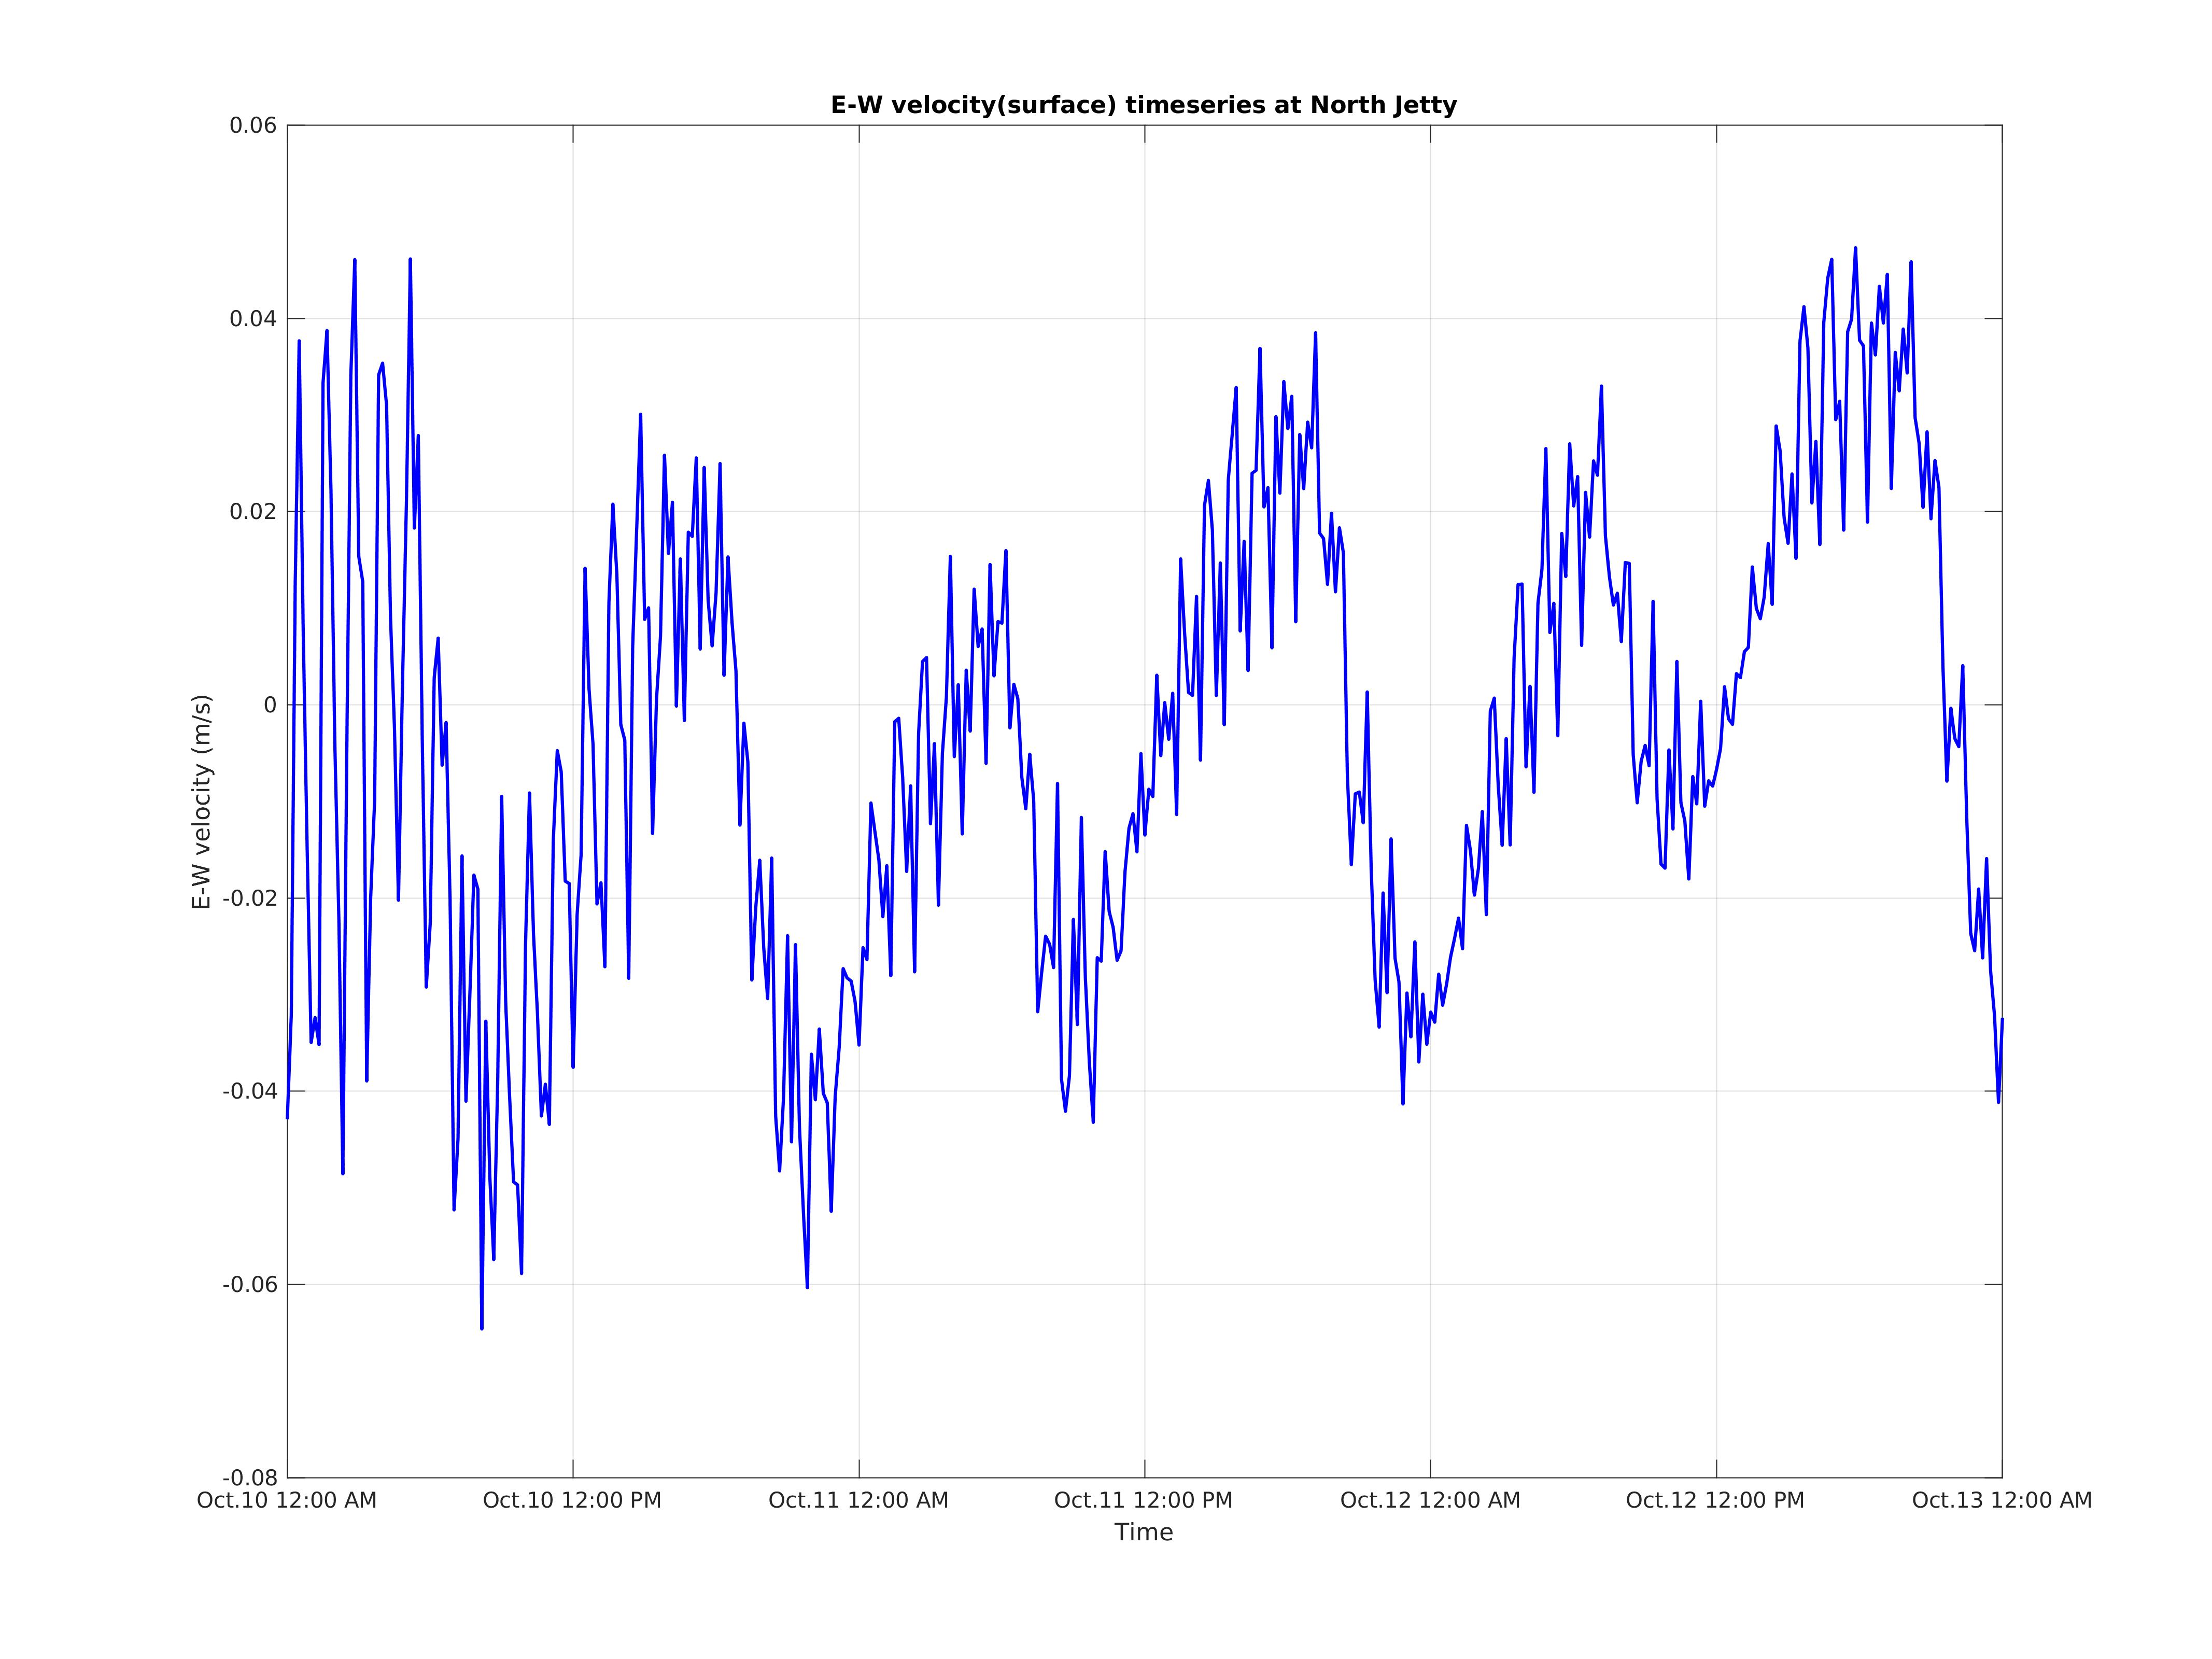 E-W velocity(surface) timeseries at North Jetty
0.06
0.04
0.02
0
-0.02
-0.04
-0.06
-0.08
E-W velocity (m/s)
Oct.10 12:00 AM Oct.10 12:00 PM Oct.11 12:00 AM Oct.11 12:00 PM Oct.12 12:00 AM Oct.12 12:00 PM Oct.13 12:00 AM
Time